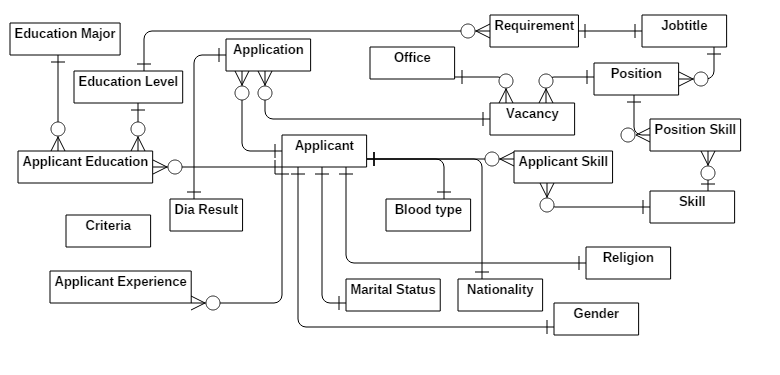 Requirement
Jobtitle
Education Major
Application
Office
Education Level
Position
Vacancy
Position Skill
Applicant
Applicant Education
Applicant Skill
Dia Result
Blood type
Skill
Criteria
Religion
Applicant Experience
Marital Status
Nationality
Gender